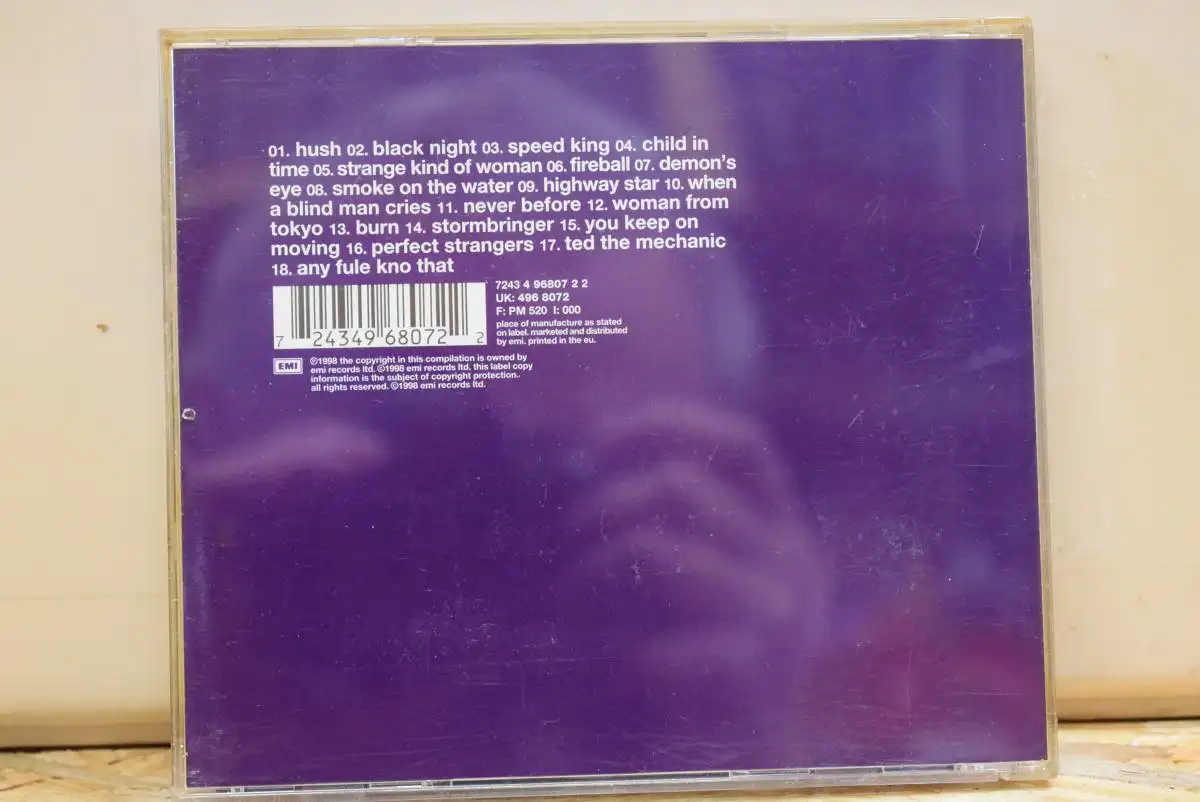 01. hush 02. black night 03. speed king 04. child in
time 05. strange kind of woman 06. fireball 07. demon's
eye 08. smoke on the water 09. highway star 10. when
a blind man cries 11. never before 12. woman from
tokyo 13. burn 14. stormbringer 15. you keep on
moving 16. perfect strangers 17. ted the mechanic
18. any fule kno that
7243 4 96807 2 2
UK: 496 8072
F: PM 520 I: 000
place of manufacture as stated
on label. marketed and distributed
by emi. printed in the eu.
7 24349 68072 2
EMI
℗1998 the copyright in this compilation is owned by
emi records ltd. ©1998 emi records ltd. this label copy
information is the subject of copyright protection.
all rights reserved. ©1998 emi records ltd.